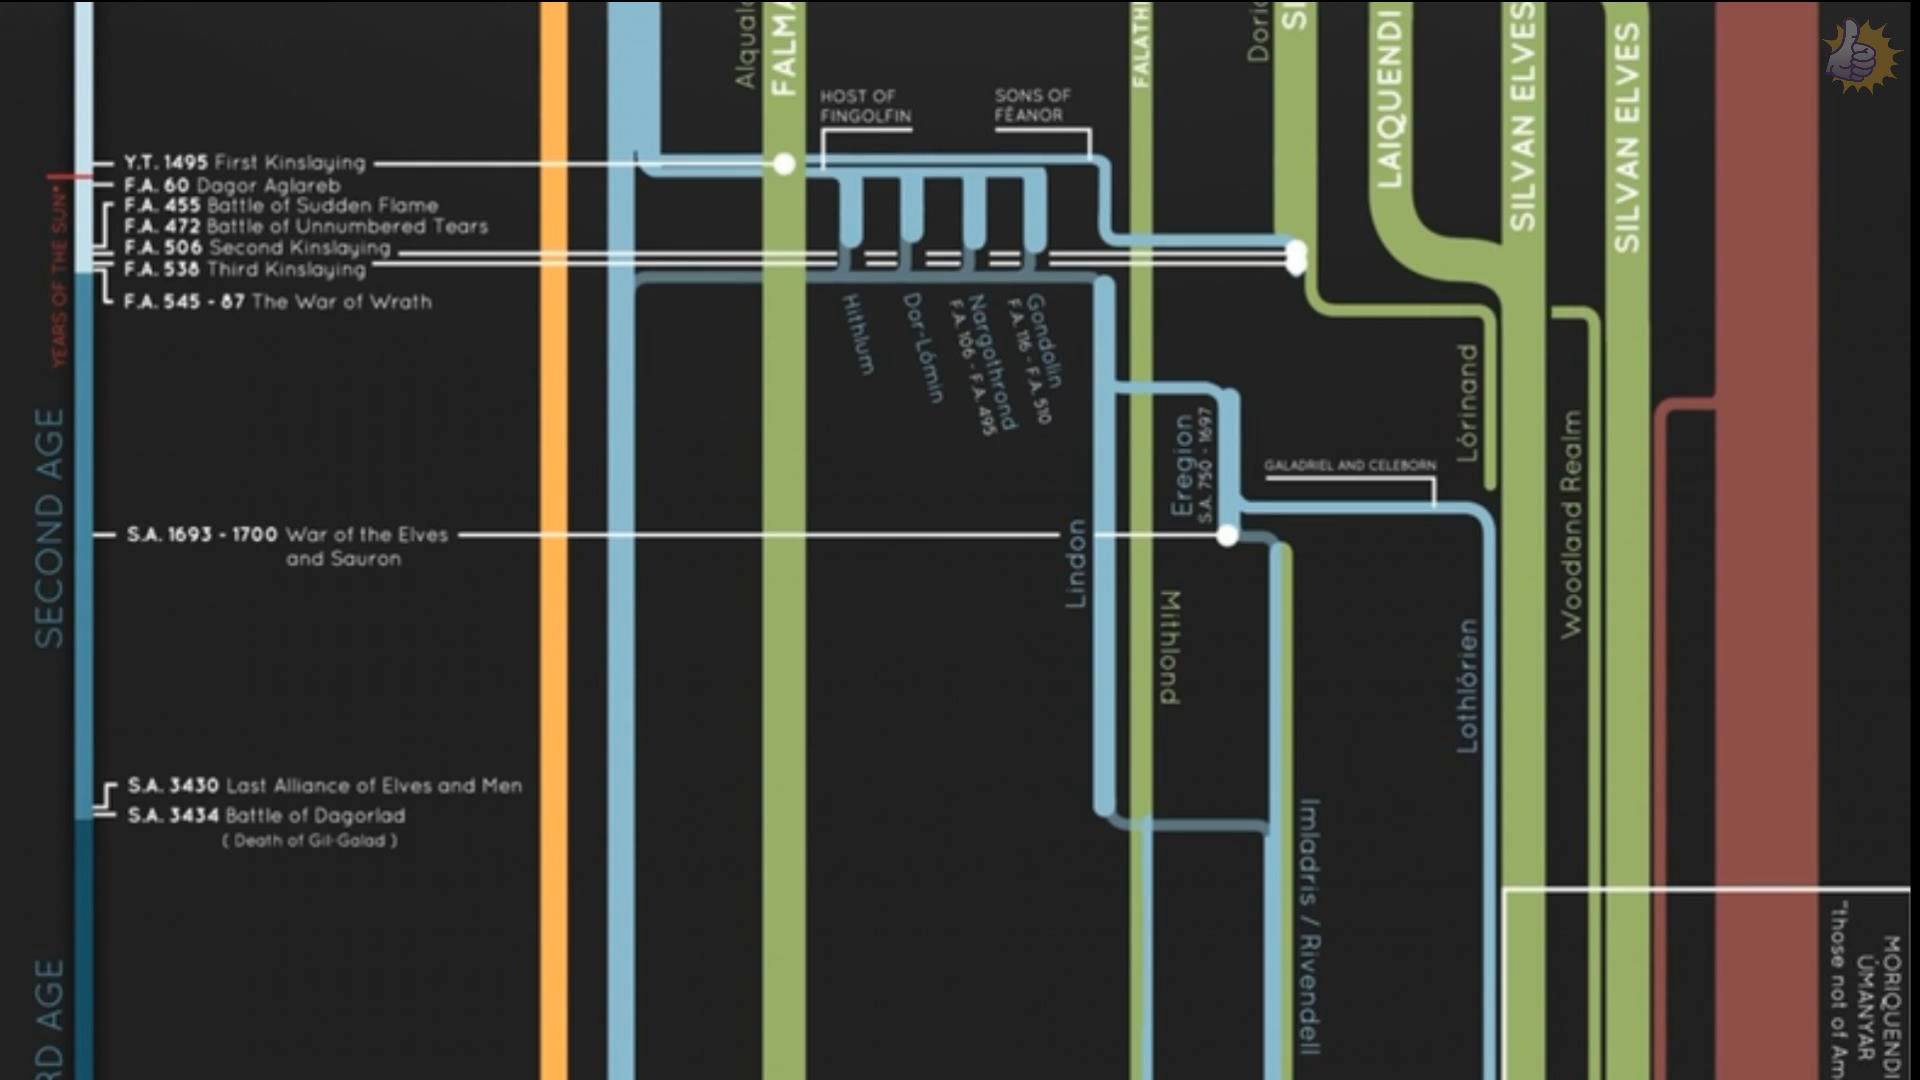 Y.T. 1495 First Kinslaying
F.A. 60 Dagor Aglareb
F.A. 455 Battle of Sudden Flame
F.A. 472 Battle of Unnumbered Tears
F.A. 506 Second Kinslaying
F.A. 538 Third Kinslaying
F.A. 545 - 87 The War of Wrath
YEARS OF THE SUN*
SECOND AGE
S.A. 1693 - 1700 War of the Elves
and Sauron
S.A. 3430 Last Alliance of Elves and Men
S.A. 3434 Battle of Dagorlad
( Death of Gil-Galad )
RD AGE
Alqual
FALMA
HOST OF
FINGOLFIN
SONS OF
FËANOR
FALATH
Doric
SI
LAIQUENDI
SILVAN ELVES
SILVAN ELVES
Hithlum
Dor-Lómin
Nargothrond
F.A. 106 - F.A. 495
Gondolin
F.A. 116 - F.A. 510
Eregion
S.A. 750 - 1697
GALADRIEL AND CELEBORN
Lórinand
Woodland Realm
Lindon
Mithlond
Lothlórien
Imladris / Rivendell
MORIQUENDI
ÚMANYAR
"those not of Am